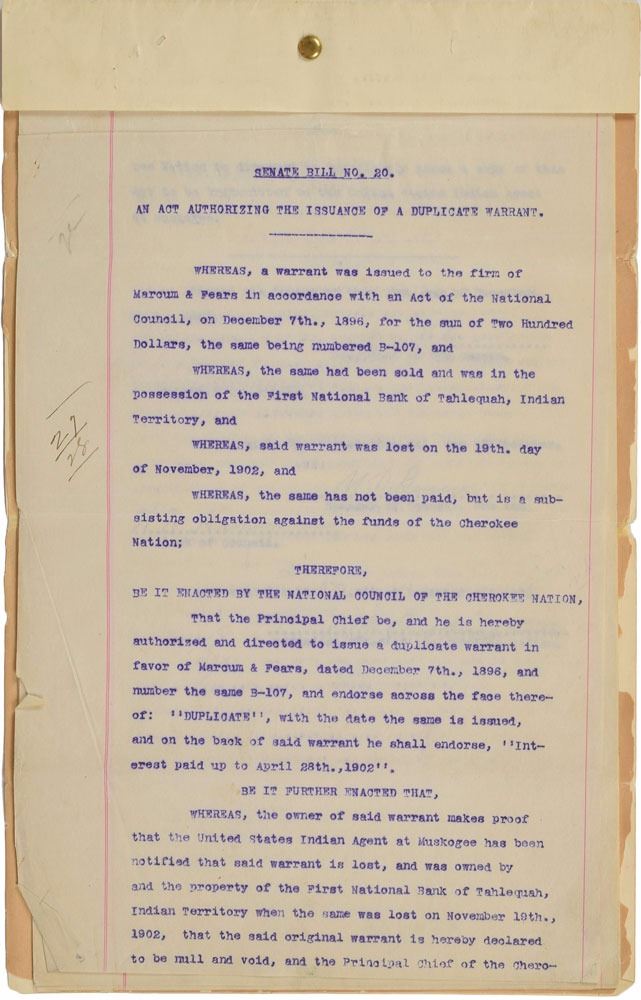 SENATE BILL NO. 20.
AN ACT AUTHORIZING THE ISSUANCE OF A DUPLICATE WARRANT.
WHEREAS, a warrant was issued to the firm of
Marcum & Fears in accordance with an Act of the National
Council, on December 7th., 1896, for the sum of Two Hundred
Dollars, the same being numbered B-107, and
WHEREAS, the same had been sold and was in the
possession of the First National Bank of Tahlequah, Indian
Territory, and
WHEREAS, said warrant was lost on the 19th. day
of November, 1902, and
27
28
WHEREAS, the same has not been paid, but is a sub-
sisting obligation against the funds of the Cherokee
Nation;
THEREFORE,
BE IT ENACTED BY THE NATIONAL COUNCIL OF THE CHEROKEE NATION,
That the Principal Chief be, and he is hereby
authorized and directed to issue a duplicate warrant in
favor of Marcum & Fears, dated December 7th., 1896, and
number the same B-107, and endorse across the face there-
of: ''DUPLICATE'', with the date the same is issued,
and on the back of said warrant he shall endorse, ''Int-
erest paid up to April 28th.,1902''.
BE IT FURTHER ENACTED THAT,
WHEREAS, the owner of said warrant makes proof
that the United States Indian Agent at Muskogee has been
notified that said warrant is lost, and was owned by
and the property of the First National Bank of Tahlequah,
Indian Territory when the same was lost on November 19th.,
1902, that the said original warrant is hereby declared
to be null and void, and the Principal Chief of the Chero-